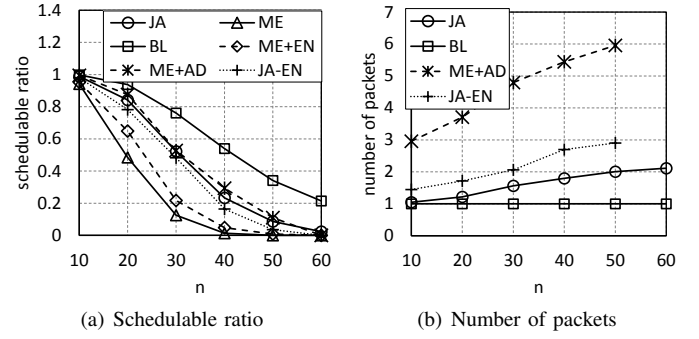 schedulable ratio
1.4
1.2
1
0.8
0.6
0.4
0.2
0
JA ME
BL ME+EN
ME+AD JA-EN
10 20 30 40 50 60
n
(a) Schedulable ratio
number of packets
7
6
5
4
3
2
1
0
JA
BL
ME+AD
JA-EN
10 20 30 40 50 60
n
(b) Number of packets